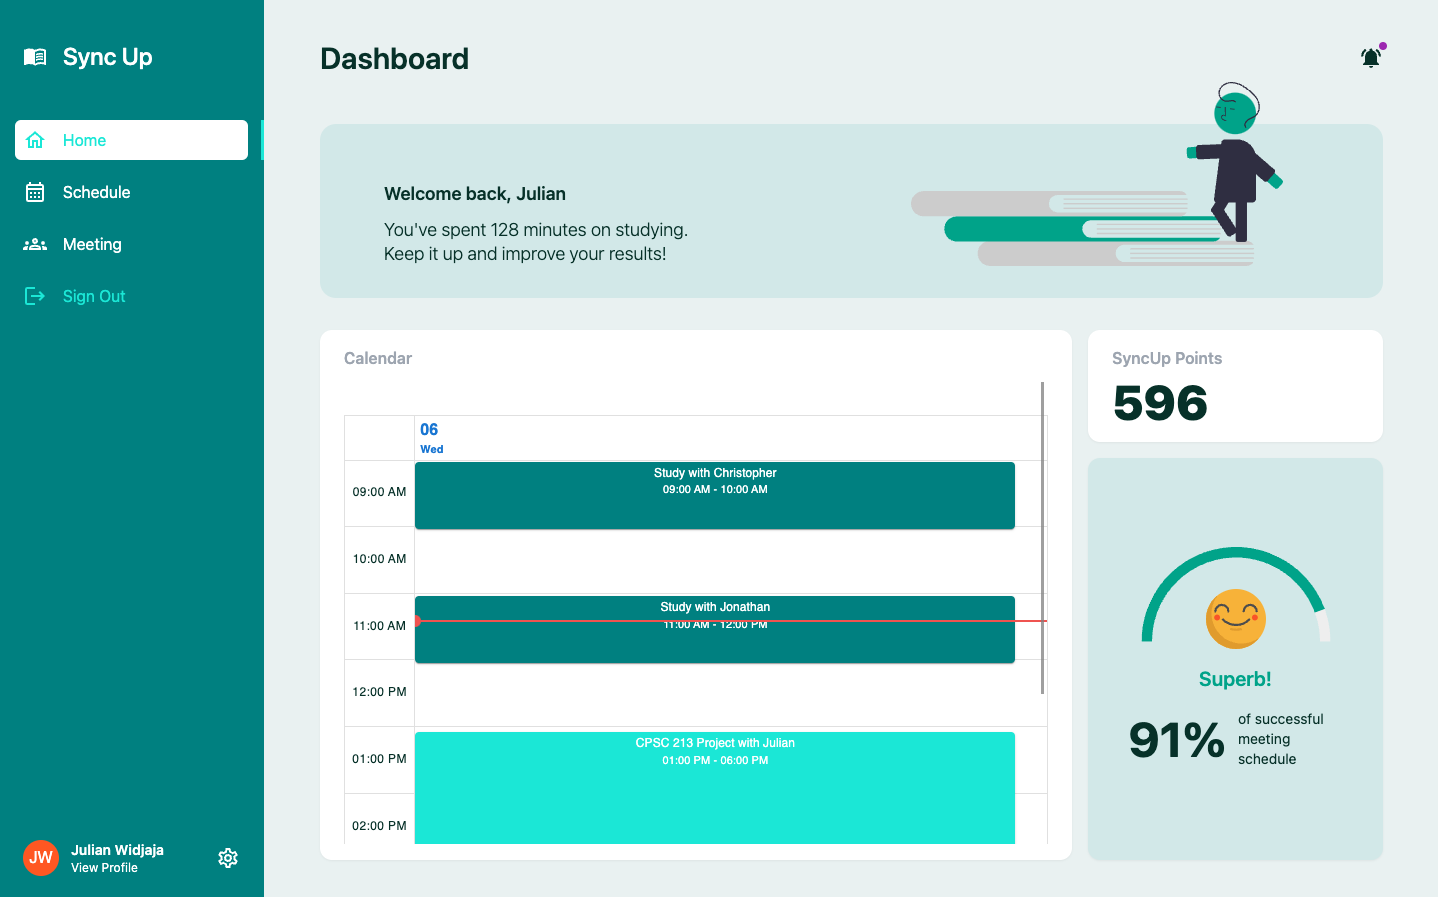 Sync Up
Home
Schedule
Meeting
Sign Out
JW
Julian Widjaja
View Profile
Dashboard
Welcome back, Julian
You've spent 128 minutes on studying.
Keep it up and improve your results!
Calendar
06
Wed
09:00 AM
Study with Christopher
09:00 AM - 10:00 AM
10:00 AM
11:00 AM
Study with Jonathan
11:00 AM - 12:00 PM
12:00 PM
01:00 PM
CPSC 213 Project with Julian
01:00 PM - 06:00 PM
02:00 PM
SyncUp Points
596
Superb!
91%
of successful
meeting
schedule